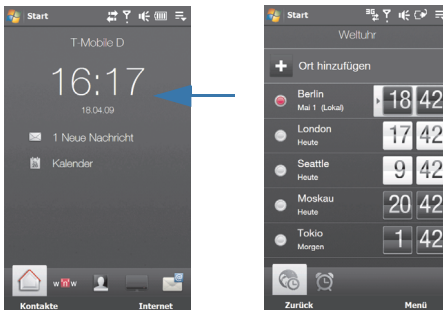 Start
T-Mobile D
16:17
18.04.09
1 Neue Nachricht
Kalender
Kontakte
Internet
3G
Start
Weltuhr
Ort hinzufügen
Berlin
Mai 1 (Lokal)
18 42
London
Heute
17 42
Seattle
Heute
9 42
Moskau
Heute
20 42
Tokio
Morgen
1 42
Zurück
Menü